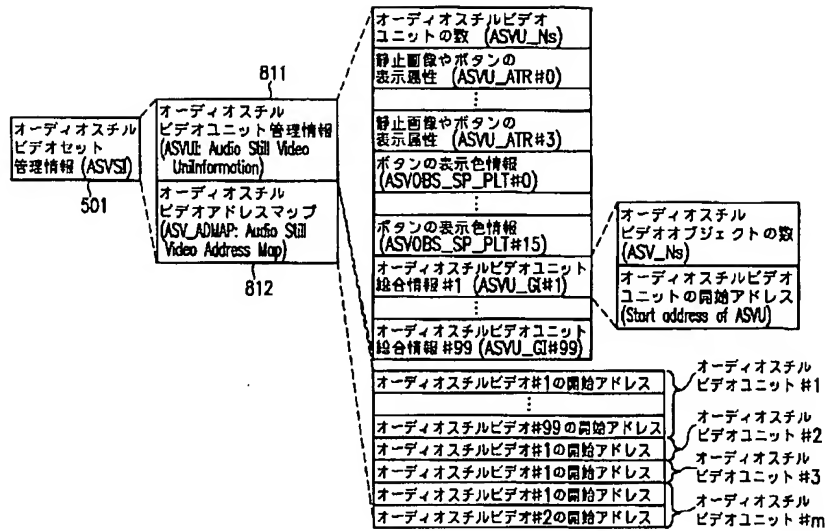 オーディオスチル
ビデオセット
管理情報 (ASVSI)
501
811
オーディオスチル
ビデオユニット管理情報
(ASVUI: Audio Still Video
UniInformation)
オーディオスチル
ビデオアドレスマップ
(ASV_ADMAP: Audio Still
Video Address Map)
812
オーディオスチルビデオ
ユニットの数 (ASVU_Ns)
静止画像やボタンの
表示属性 (ASVU_ATR#0)
⋮
静止画像やボタンの
表示属性 (ASVU_ATR#3)
ボタンの表示色情報
(ASVOBS_SP_PLT#0)
⋮
ボタンの表示色情報
(ASVOBS_SP_PLT#15)
オーディオスチルビデオユニット
総合情報 #1 (ASVU_GI#1)
⋮
オーディオスチルビデオユニット
総合情報 #99 (ASVU_GI#99)
オーディオスチル
ビデオオブジェクトの数
(ASV_Ns)
オーディオスチルビデオ
ユニットの開始アドレス
(Start address of ASVU)
オーディオスチルビデオ#1の開始アドレス
⋮
オーディオスチルビデオ#99の開始アドレス
オーディオスチルビデオ#1の開始アドレス
オーディオスチルビデオ#1の開始アドレス
オーディオスチルビデオ#1の開始アドレス
オーディオスチルビデオ#2の開始アドレス
オーディオスチル
ビデオユニット #1
オーディオスチル
ビデオユニット #2
オーディオスチル
ビデオユニット #3
オーディオスチル
ビデオユニット #m